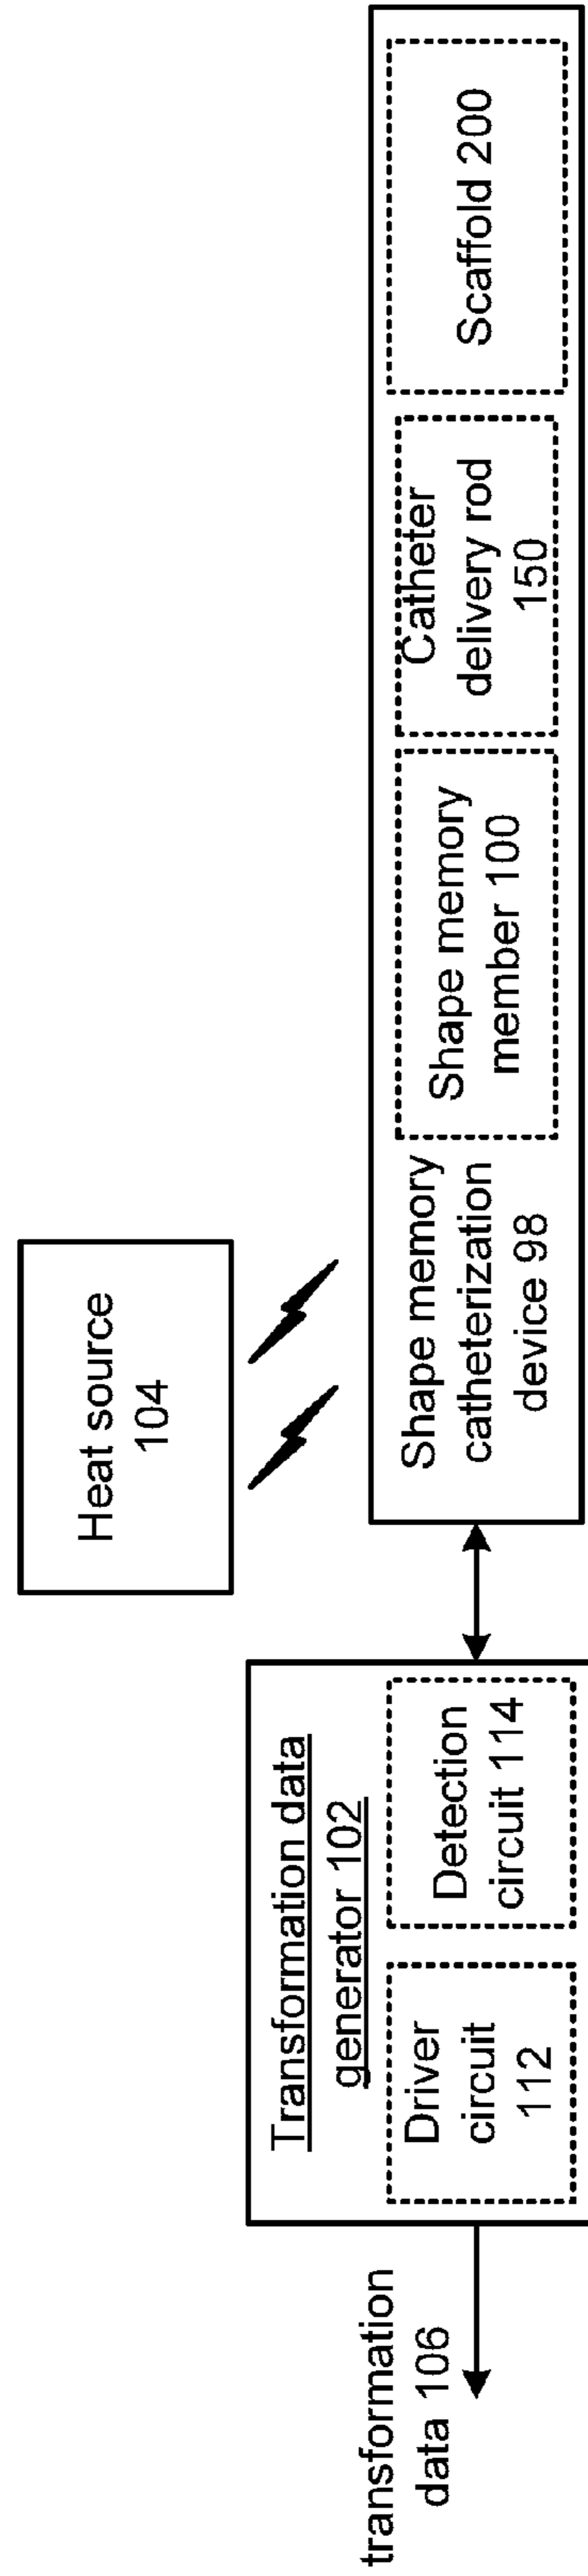 Heat source
104
Transformation data
generator 102
Driver
circuit
112
Detection
circuit 114
transformation
data 106
Shape memory
catheterization
device 98
Shape memory
member 100
Catheter
delivery rod
150
Scaffold 200